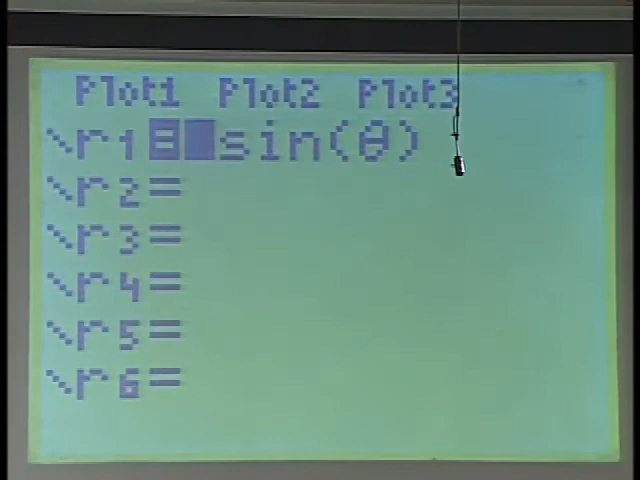 Plot1 Plot2 Plot3
\r1= sin(θ)
\r2=
\r3=
\r4=
\r5=
\r6=